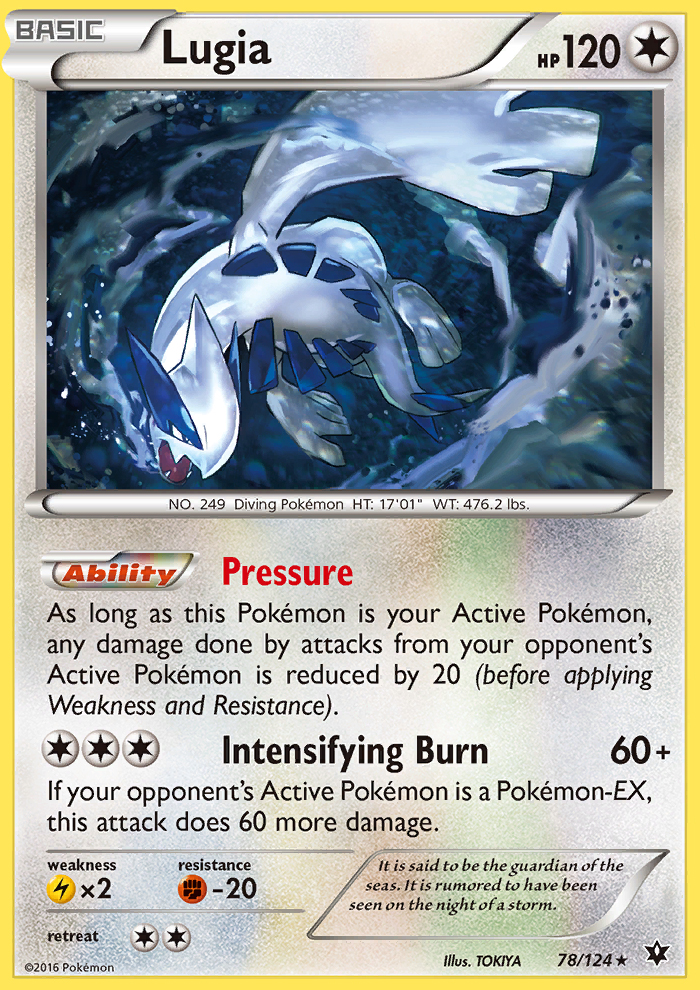 BASIC
Lugia
HP120
NO. 249 Diving Pokémon HT: 17'01" WT: 476.2 lbs.
Ability Pressure
As long as this Pokémon is your Active Pokémon,
any damage done by attacks from your opponent's
Active Pokémon is reduced by 20 (before applying
Weakness and Resistance).
Intensifying Burn 60+
If your opponent's Active Pokémon is a Pokémon-EX,
this attack does 60 more damage.
weakness
×2
resistance
-20
It is said to be the guardian of the
seas. It is rumored to have been
seen on the night of a storm.
retreat
©2016 Pokémon
Illus. TOKIYA
78/124 ★